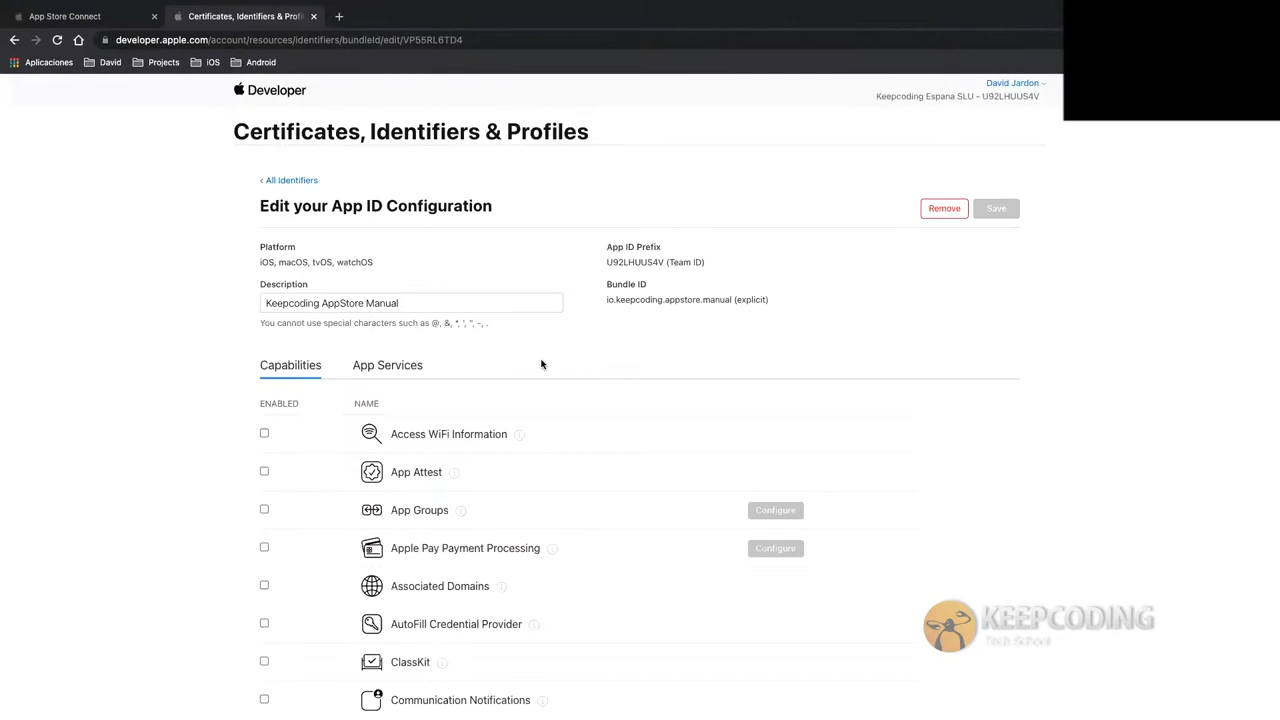 App Store Connect
Certificates, Identifiers & Profi
developer.apple.com/account/resources/identifiers/bundleId/edit/VP55RL6TD4
Aplicaciones David Projects iOS Android
Developer
David Jardon
Keepcoding Espana SLU - U92LHUUS4V
Certificates, Identifiers & Profiles
‹ All Identifiers
Edit your App ID Configuration
Remove Save
Platform
iOS, macOS, tvOS, watchOS
App ID Prefix
U92LHUUS4V (Team ID)
Description
Keepcoding AppStore Manual
You cannot use special characters such as @, &, *, ', ", -, .
Bundle ID
io.keepcoding.appstore.manual (explicit)
Capabilities App Services
ENABLED NAME
Access WiFi Information
App Attest
App Groups Configure
Apple Pay Payment Processing Configure
Associated Domains
AutoFill Credential Provider
ClassKit
Communication Notifications
KEEPCODING
Tech School